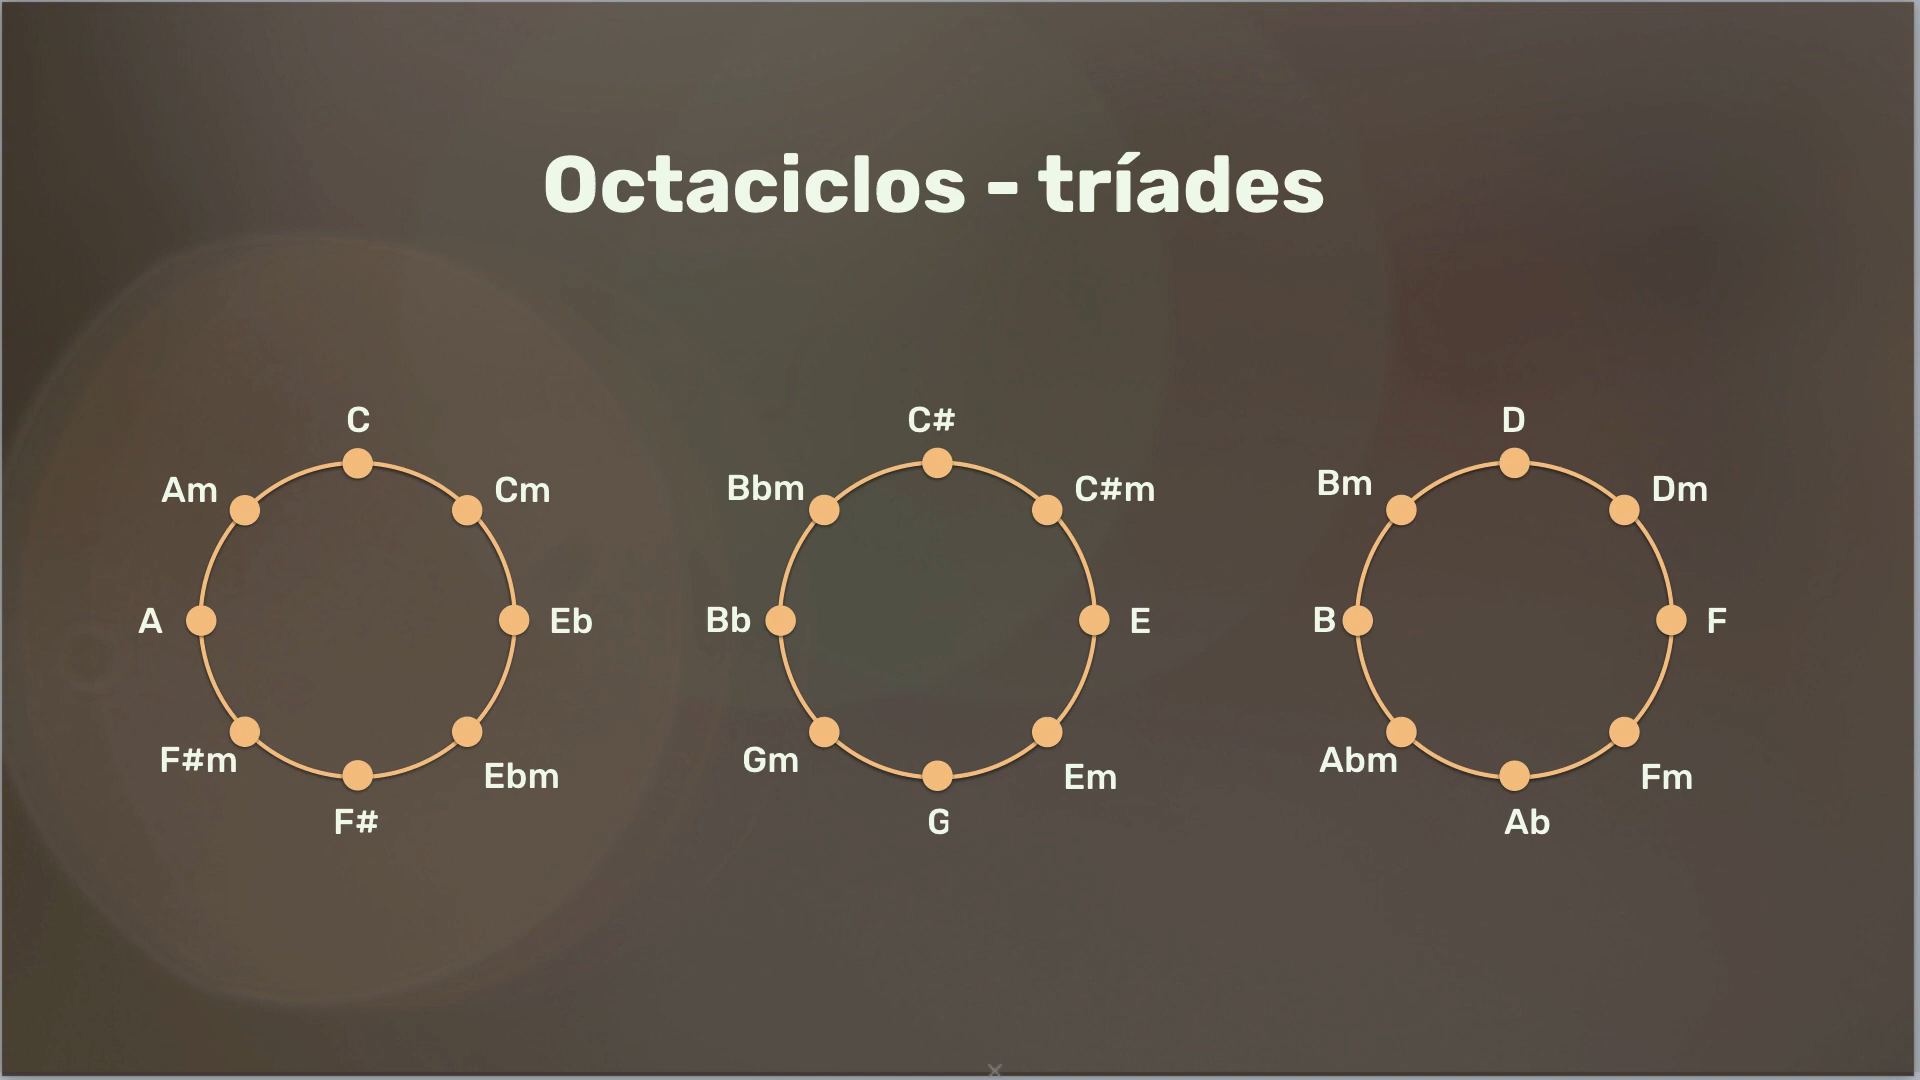 Octaciclos - tríades
C
Cm
Eb
Ebm
F#
F#m
A
Am
C#
C#m
E
Em
G
Gm
Bb
Bbm
D
Dm
F
Fm
Ab
Abm
B
Bm